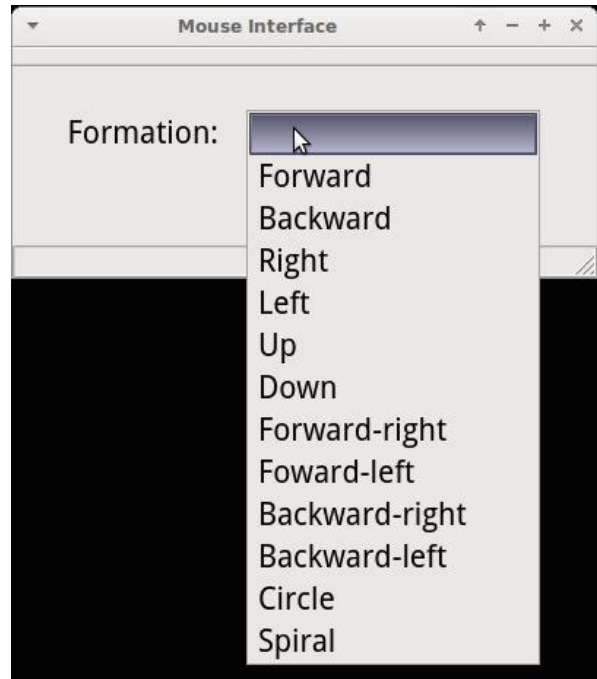 Mouse Interface
Formation:
Forward
Backward
Right
Left
Up
Down
Forward-right
Foward-left
Backward-right
Backward-left
Circle
Spiral